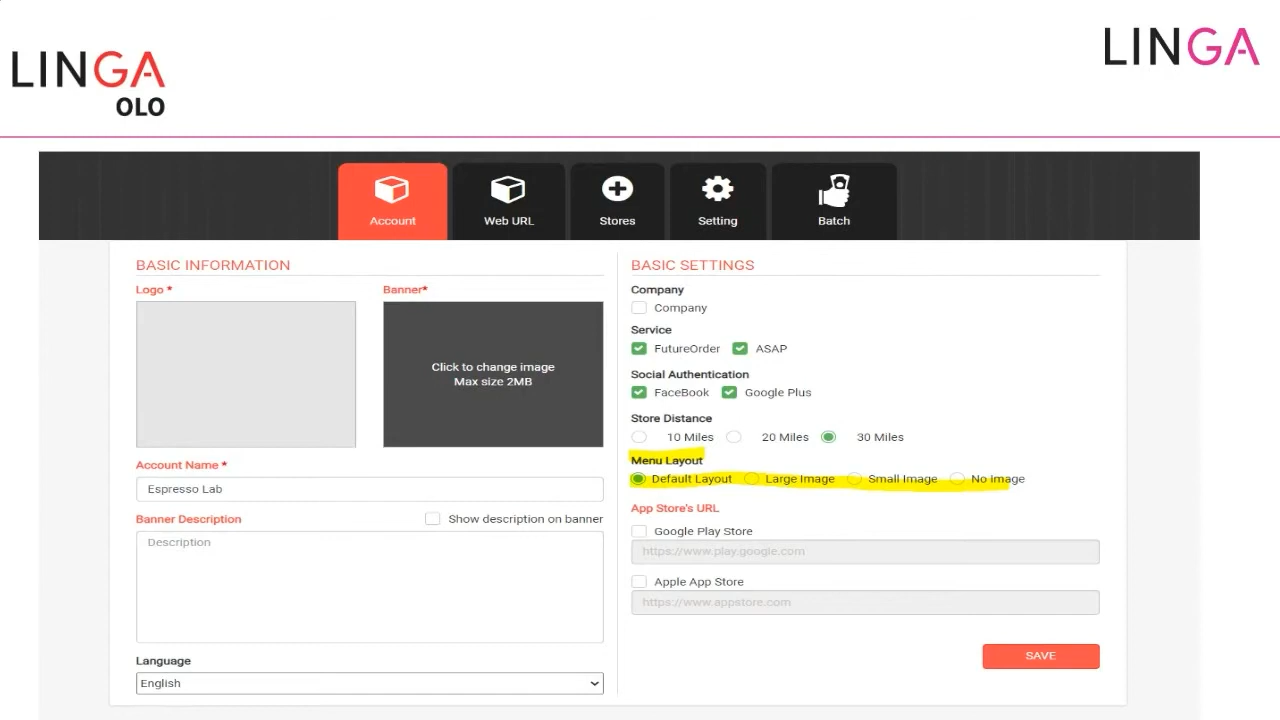 LINGA
OLO
LINGA
Account
Web URL
Stores
Setting
Batch
BASIC INFORMATION
Logo *
Banner*
Click to change image
Max size 2MB
Account Name *
Espresso Lab
Banner Description
Show description on banner
Description
Language
English
BASIC SETTINGS
Company
Company
Service
FutureOrder ASAP
Social Authentication
FaceBook Google Plus
Store Distance
10 Miles 20 Miles 30 Miles
Menu Layout
Default Layout Large Image Small Image No image
App Store's URL
Google Play Store
https://www.play.google.com
Apple App Store
https://www.appstore.com
SAVE